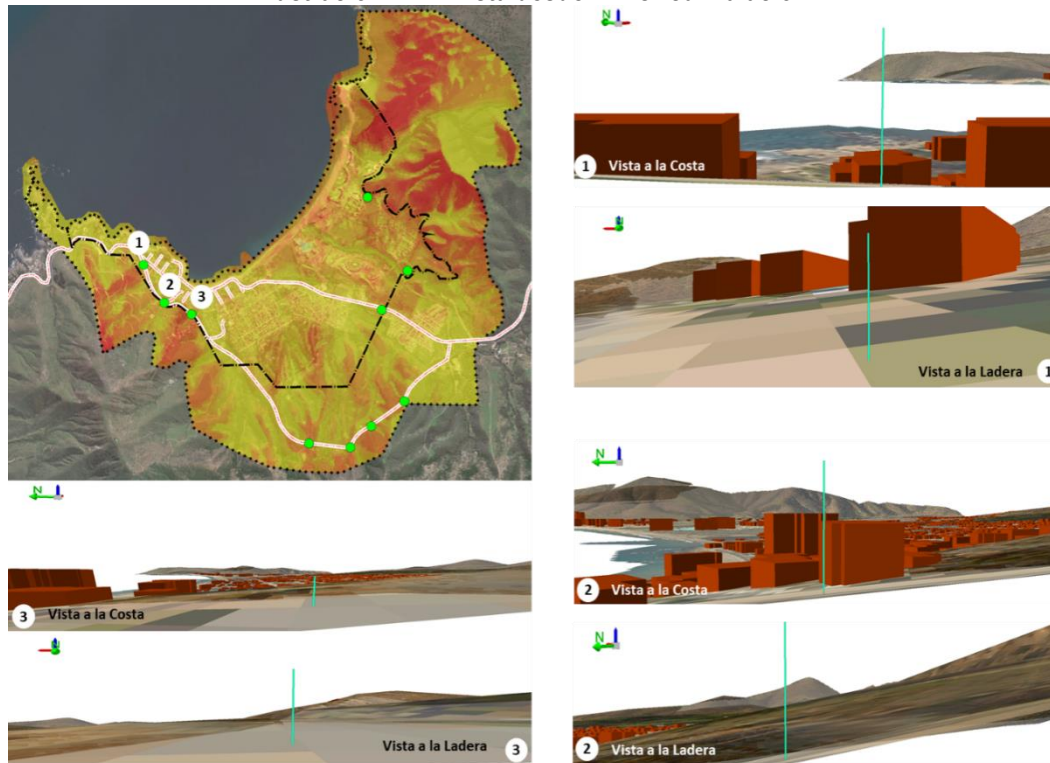 1
2
3
N
1 Vista a la Costa
Vista a la Ladera 1
N
2 Vista a la Costa
N
2 Vista a la Ladera
N
3 Vista a la Costa
Vista a la Ladera 3